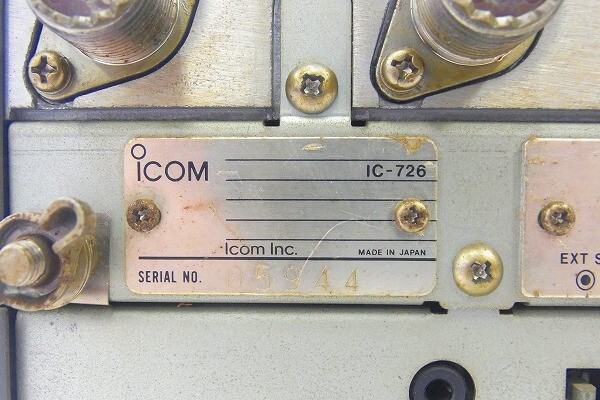 ICOM IC-726
Icom Inc. MADE IN JAPAN
SERIAL NO. 05944
EXT S